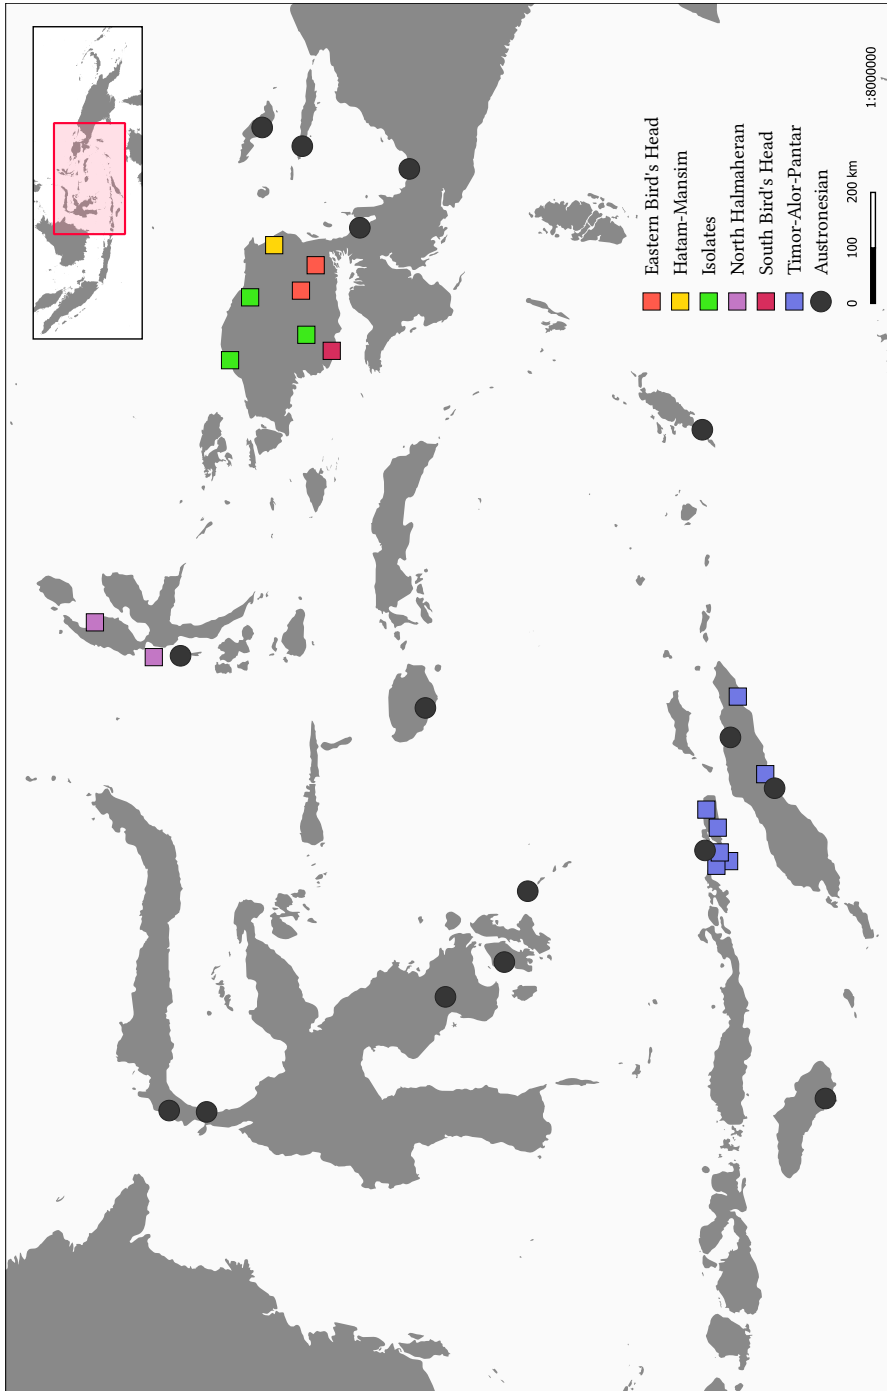 Eastern Bird's Head
Hatam-Mansim
Isolates
North Halmaheran
South Bird's Head
Timor-Alor-Pantar
Austronesian
0 100 200 km
1:8000000